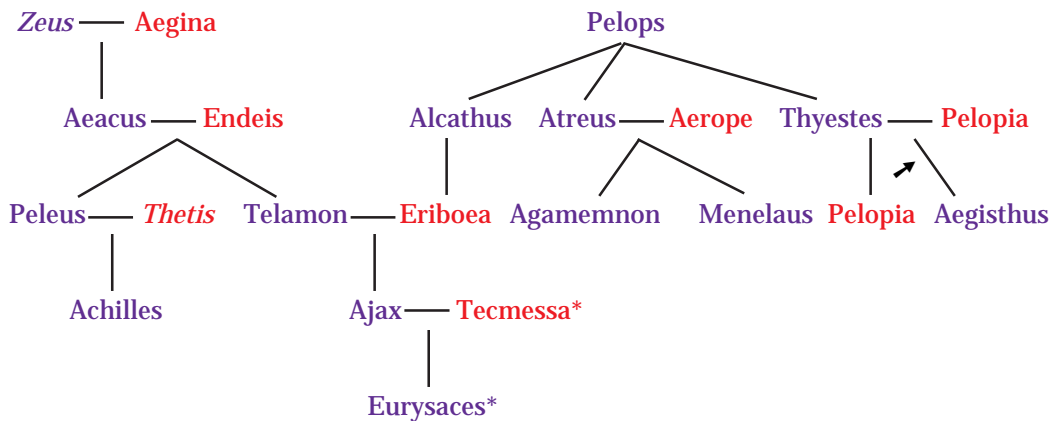 Zeus Aegina Pelops
Aeacus Endeis Alcathus Atreus Aerope Thyestes Pelopia
Peleus Thetis Telamon Eriboea Agamemnon Menelaus Pelopia Aegisthus
Achilles Ajax Tecmessa*
Eurysaces*